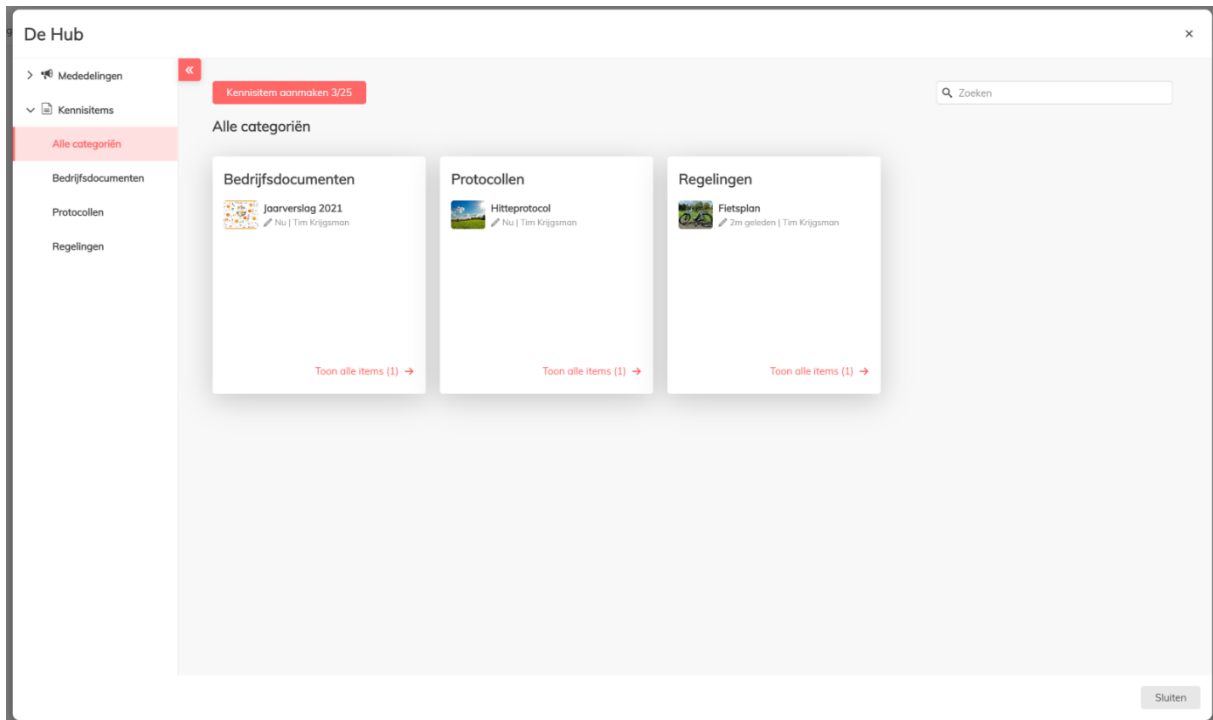 De Hub
Mededelingen
Kennisitems
Alle categoriën
Bedrijfsdocumenten
Protocollen
Regelingen
Kennisitem aanmaken 3/25
Zoeken
Alle categoriën
Bedrijfsdocumenten
Jaarverslag 2021
Nu | Tim Krijgsman
Toon alle items (1)
Protocollen
Hitteprotocol
Nu | Tim Krijgsman
Toon alle items (1)
Regelingen
Fietsplan
2m geleden | Tim Krijgsman
Toon alle items (1)
Sluiten